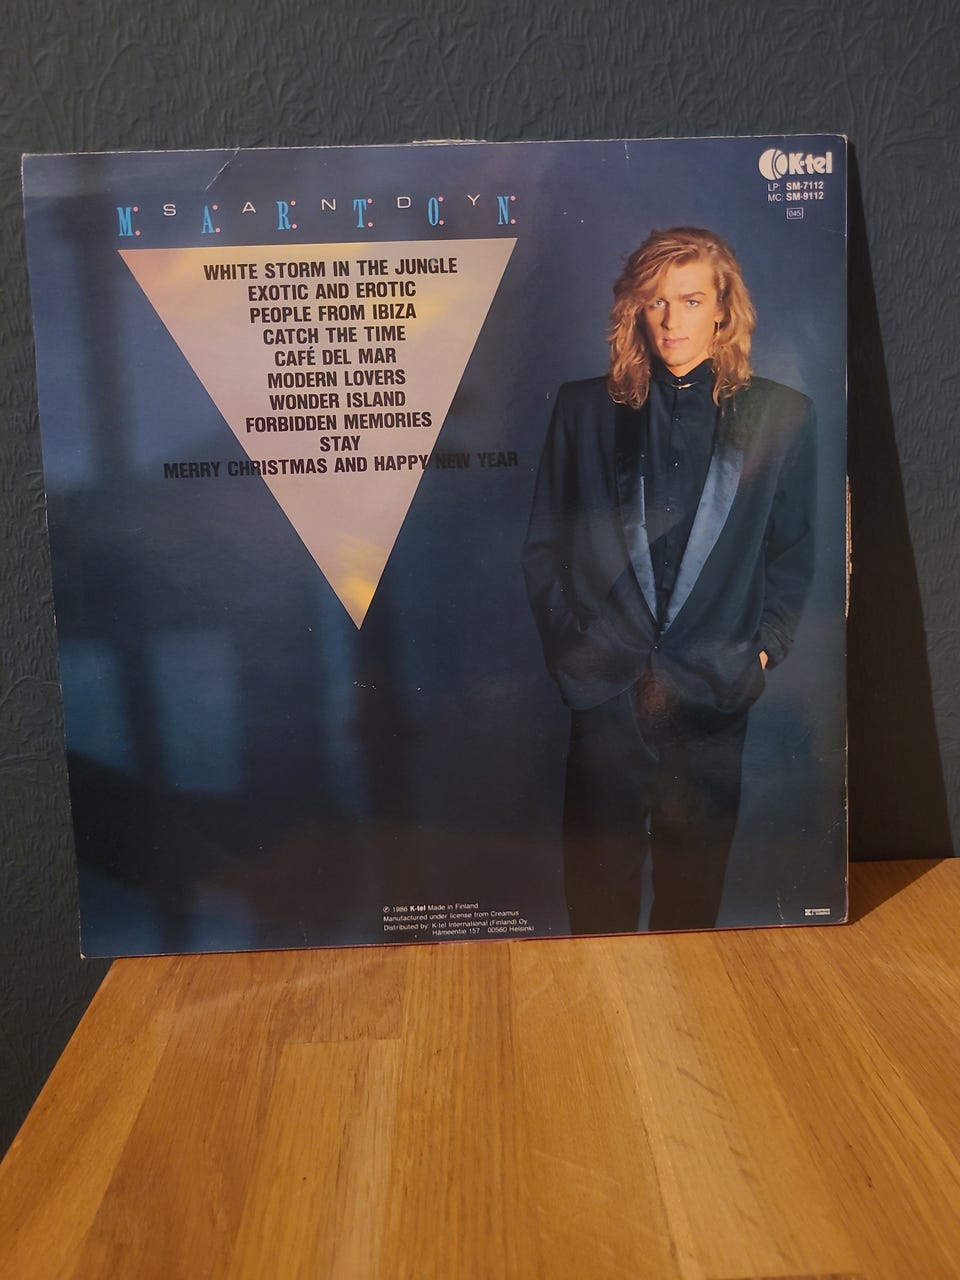 SANDY
M. A. R. T. O. N.
WHITE STORM IN THE JUNGLE
EXOTIC AND EROTIC
PEOPLE FROM IBIZA
CATCH THE TIME
CAFÉ DEL MAR
MODERN LOVERS
WONDER ISLAND
FORBIDDEN MEMORIES
STAY
MERRY CHRISTMAS AND HAPPY NEW YEAR
K-tel
LP: SM-7112
MC: SM-9112
045
℗ 1986 K-tel Made in Finland
Manufactured under license from Creamus
Distributed by: K-tel International (Finland) Oy
Hämeentie 157 00560 Helsinki